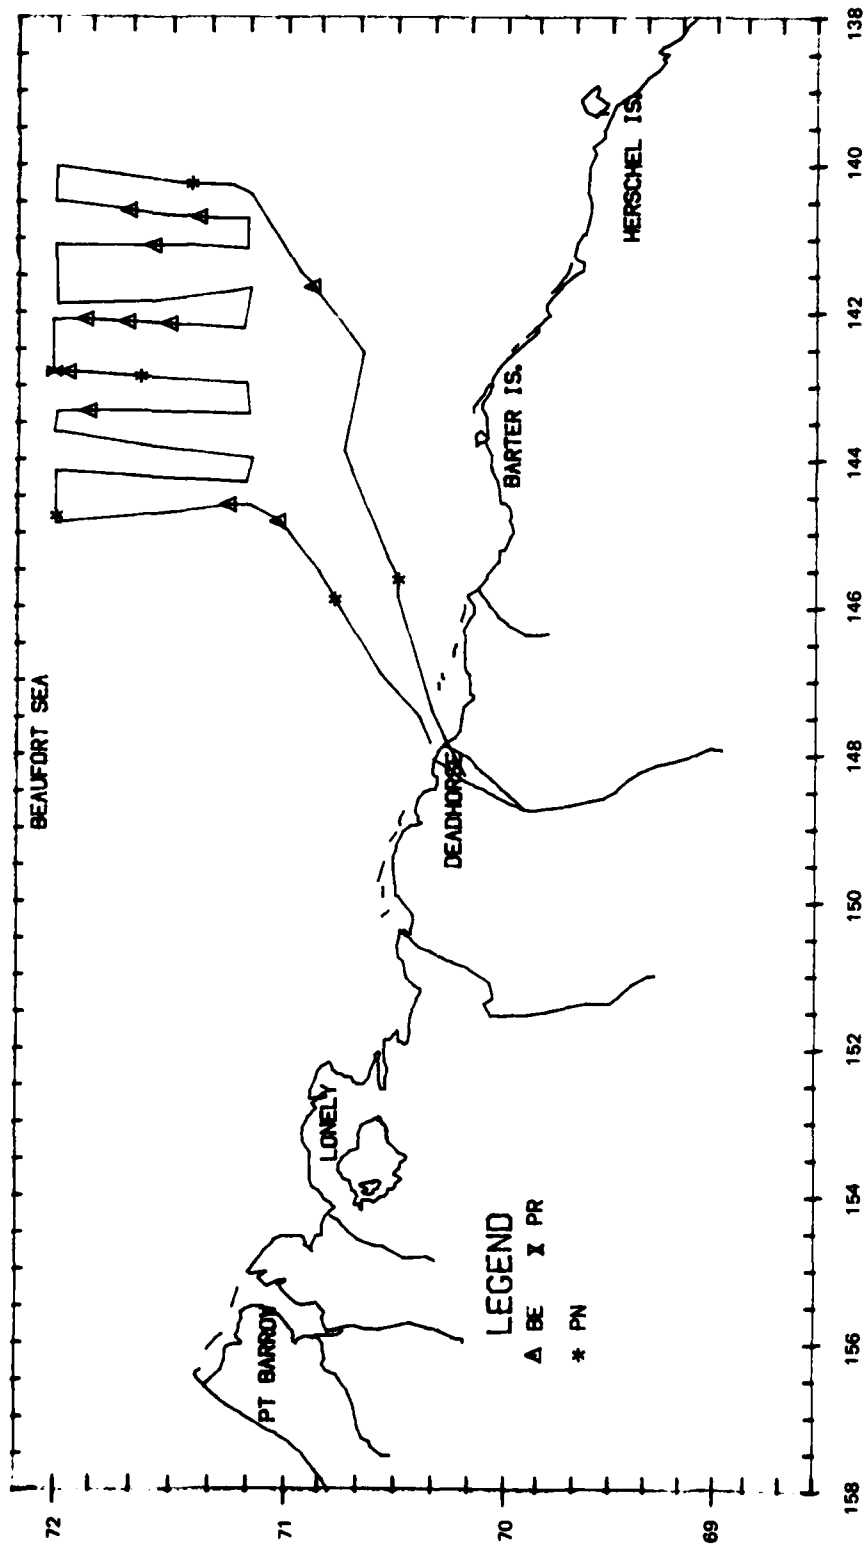 BEAUFORT SEA
72
71
70
69
PT BARROW
LONELY
DEADHORSE
BARTER IS.
HERSCHEL IS.
LEGEND
△ BE X PR
* PN
158 156 154 152 150 148 146 144 142 140 138